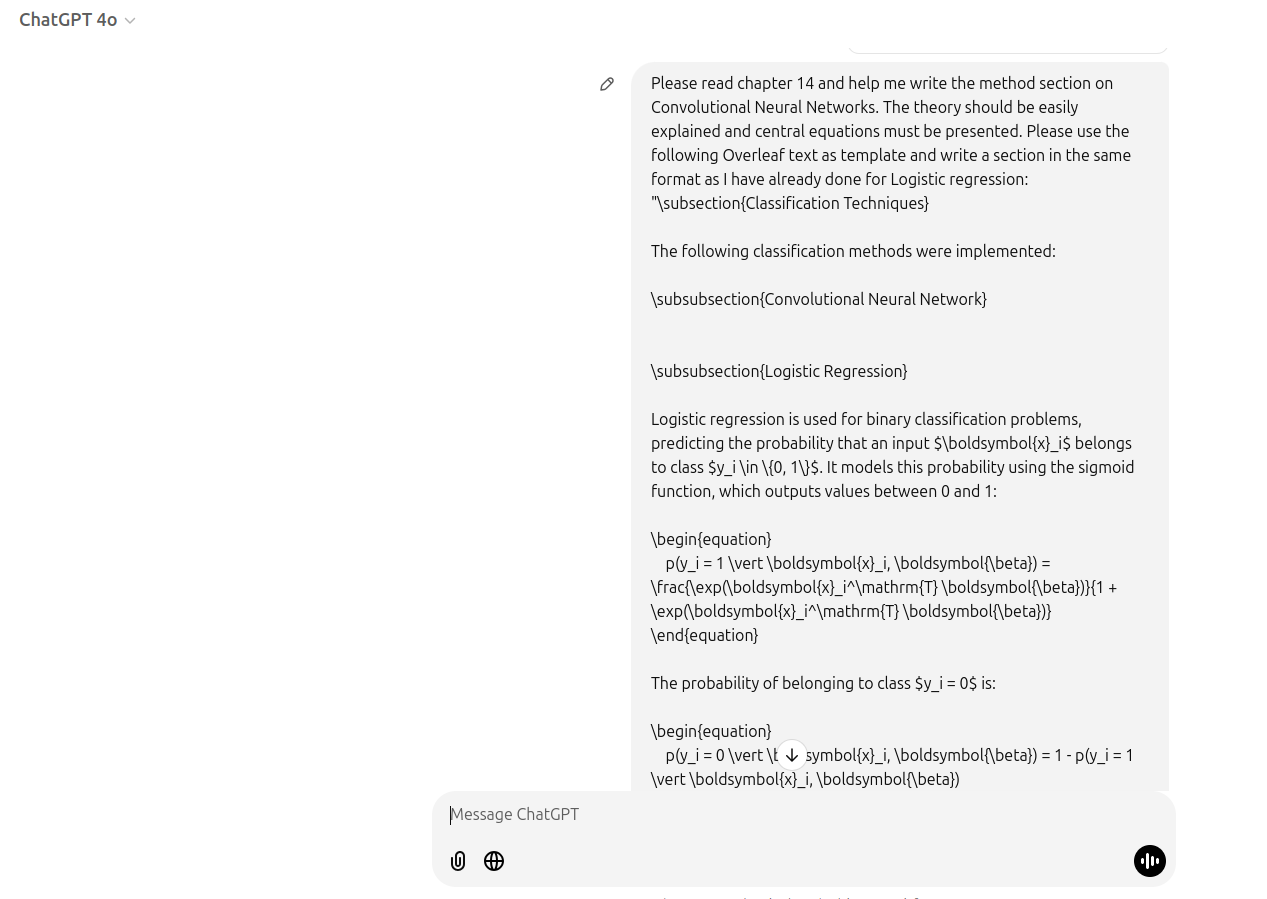 ChatGPT 4o
Please read chapter 14 and help me write the method section on
Convolutional Neural Networks. The theory should be easily
explained and central equations must be presented. Please use the
following Overleaf text as template and write a section in the same
format as I have already done for Logistic regression:
"\subsection{Classification Techniques}
The following classification methods were implemented:
\subsubsection{Convolutional Neural Network}
\subsubsection{Logistic Regression}
Logistic regression is used for binary classification problems,
predicting the probability that an input $\boldsymbol{x}_i$ belongs
to class $y_i \in \{0, 1\}$. It models this probability using the sigmoid
function, which outputs values between 0 and 1:
\begin{equation}
p(y_i = 1 \vert \boldsymbol{x}_i, \boldsymbol{\beta}) =
\frac{\exp(\boldsymbol{x}_i^\mathrm{T} \boldsymbol{\beta})}{1 +
\exp(\boldsymbol{x}_i^\mathrm{T} \boldsymbol{\beta})}
\end{equation}
The probability of belonging to class $y_i = 0$ is:
\begin{equation}
p(y_i = 0 \vert \boldsymbol{x}_i, \boldsymbol{\beta}) = 1 - p(y_i = 1
\vert \boldsymbol{x}_i, \boldsymbol{\beta})
Message ChatGPT